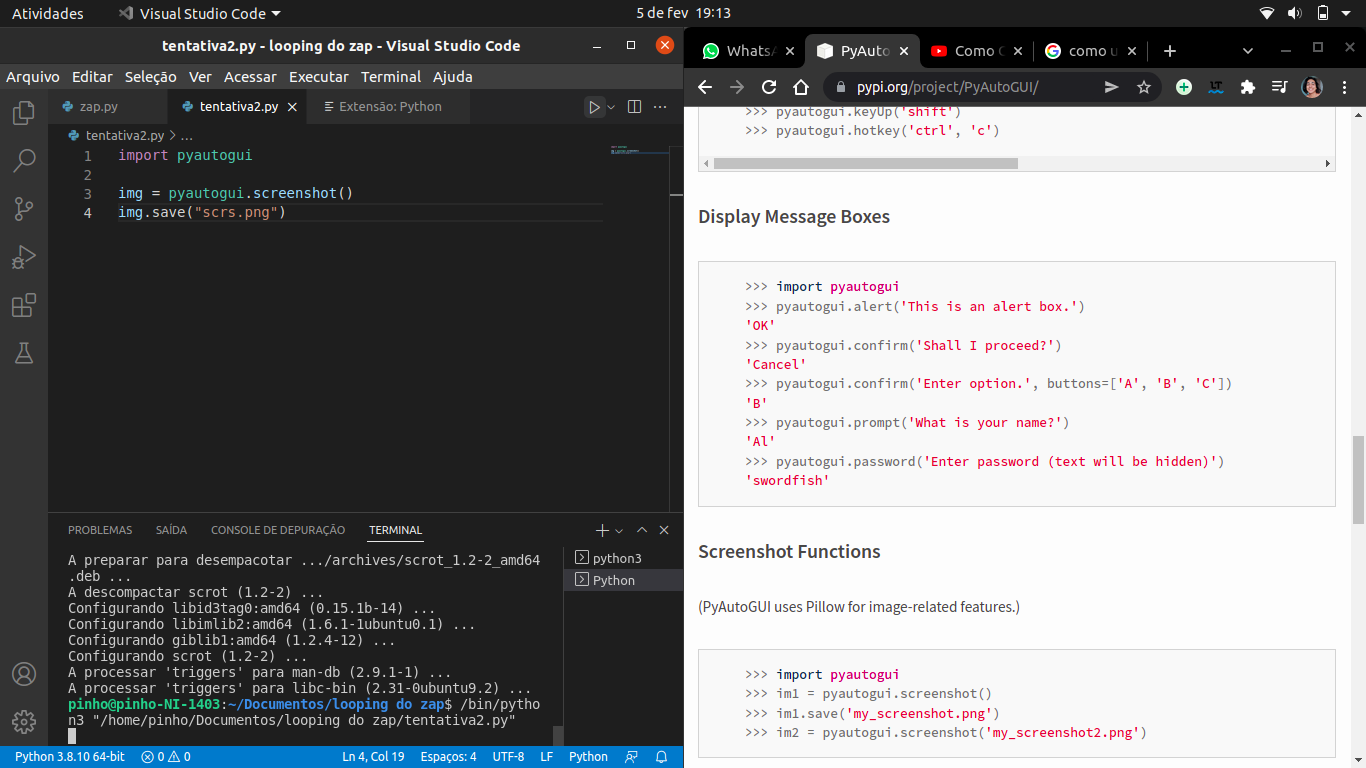 Atividades
Visual Studio Code
5 de fev 19:13
tentativa2.py - looping do zap - Visual Studio Code
Arquivo Editar Seleção Ver Acessar Executar Terminal Ajuda
zap.py
tentativa2.py
Extensão: Python
tentativa2.py > ...
1 import pyautogui
2
3 img = pyautogui.screenshot()
4 img.save("scrs.png")
PROBLEMAS SAÍDA CONSOLE DE DEPURAÇÃO TERMINAL
A preparar para desempacotar .../archives/scrot_1.2-2_amd64
.deb ...
A descompactar scrot (1.2-2) ...
Configurando libid3tag0:amd64 (0.15.1b-14) ...
Configurando libimlib2:amd64 (1.6.1-1ubuntu0.1) ...
Configurando giblib1:amd64 (1.2.4-12) ...
Configurando scrot (1.2-2) ...
A processar 'triggers' para man-db (2.9.1-1) ...
A processar 'triggers' para libc-bin (2.31-0ubuntu9.2) ...
pinho@pinho-NI-1403:~/Documentos/looping do zap$ /bin/pytho
n3 "/home/pinho/Documentos/looping do zap/tentativa2.py"
python3
Python
Python 3.8.10 64-bit
0 0
Ln 4, Col 19
Espaços: 4
UTF-8
LF
Python
WhatsA
PyAuto
Como C
como u
pypi.org/project/PyAutoGUI/
>>> pyautogui.keyUp('shift')
>>> pyautogui.hotkey('ctrl', 'c')
Display Message Boxes
>>> import pyautogui
>>> pyautogui.alert('This is an alert box.')
'OK'
>>> pyautogui.confirm('Shall I proceed?')
'Cancel'
>>> pyautogui.confirm('Enter option.', buttons=['A', 'B', 'C'])
'B'
>>> pyautogui.prompt('What is your name?')
'Al'
>>> pyautogui.password('Enter password (text will be hidden)')
'swordfish'
Screenshot Functions
(PyAutoGUI uses Pillow for image-related features.)
>>> import pyautogui
>>> im1 = pyautogui.screenshot()
>>> im1.save('my_screenshot.png')
>>> im2 = pyautogui.screenshot('my_screenshot2.png')